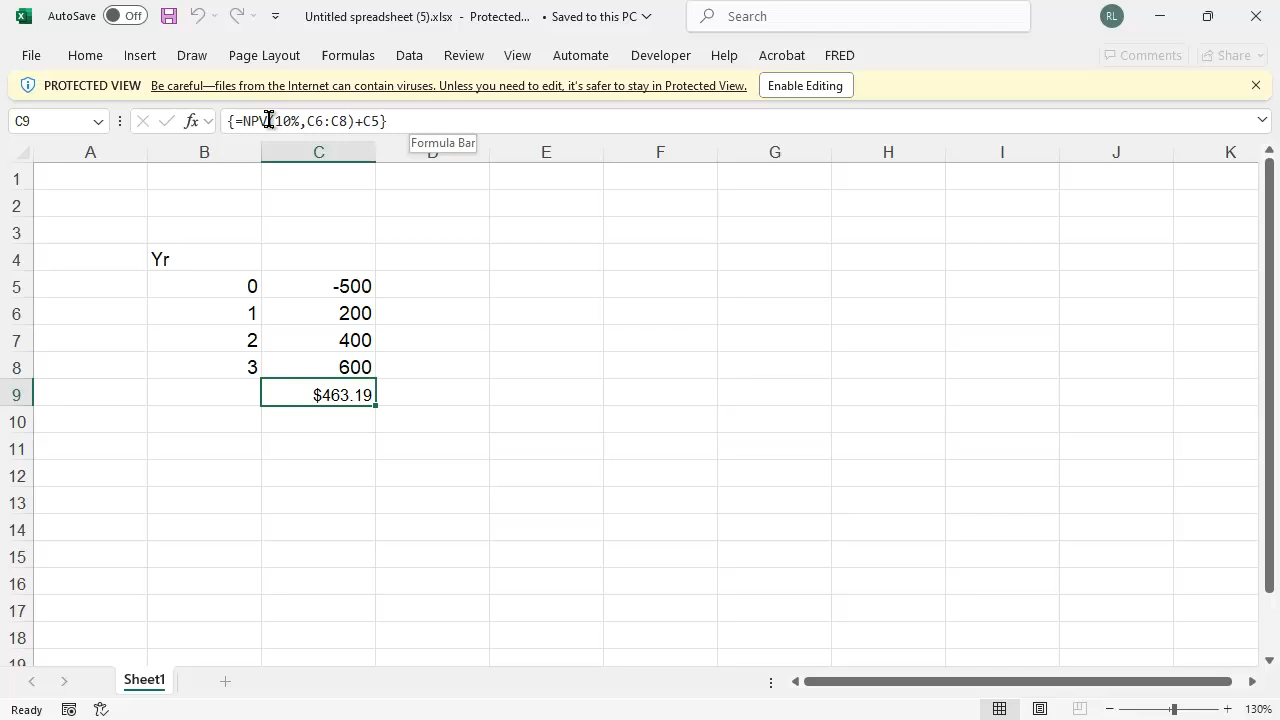 AutoSave Off Untitled spreadsheet (5).xlsx - Protected... • Saved to this PC Search RL
File Home Insert Draw Page Layout Formulas Data Review View Automate Developer Help Acrobat FRED Comments Share
PROTECTED VIEW Be careful—files from the Internet can contain viruses. Unless you need to edit, it's safer to stay in Protected View. Enable Editing
C9 fx {=NPV(10%,C6:C8)+C5}
Formula Bar
A B C D E F G H I J K
1
2
3
4 Yr
5 0 -500
6 1 200
7 2 400
8 3 600
9 $463.19
10
11
12
13
14
15
16
17
18
19
Sheet1
Ready 130%